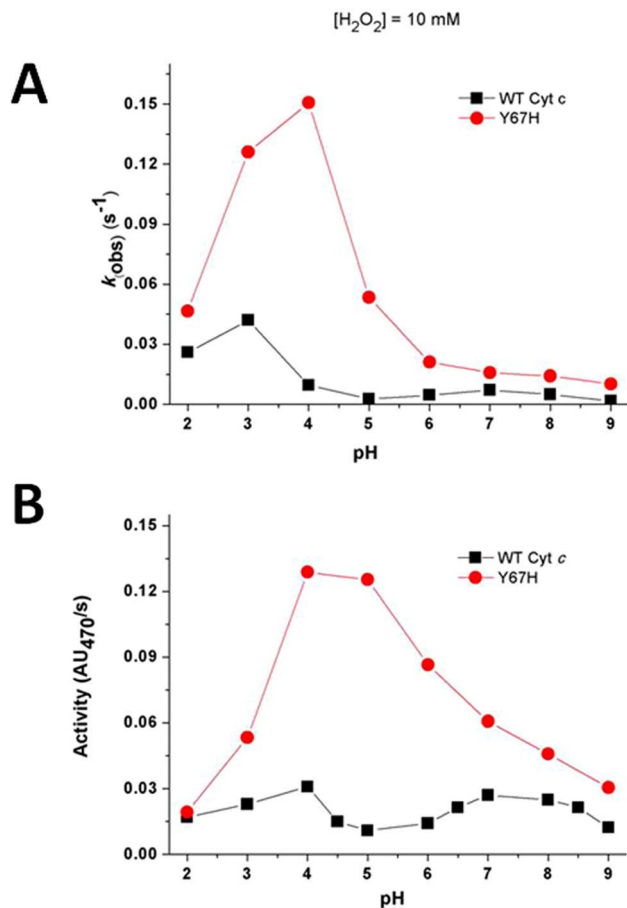 [H2O2] = 10 mM
A
k(obs) (s-1)
0.15
0.12
0.09
0.06
0.03
0.00
WT Cyt c
Y67H
2 3 4 5 6 7 8 9
pH
B
Activity (AU470/s)
0.15
0.12
0.09
0.06
0.03
0.00
WT Cyt c
Y67H
2 3 4 5 6 7 8 9
pH